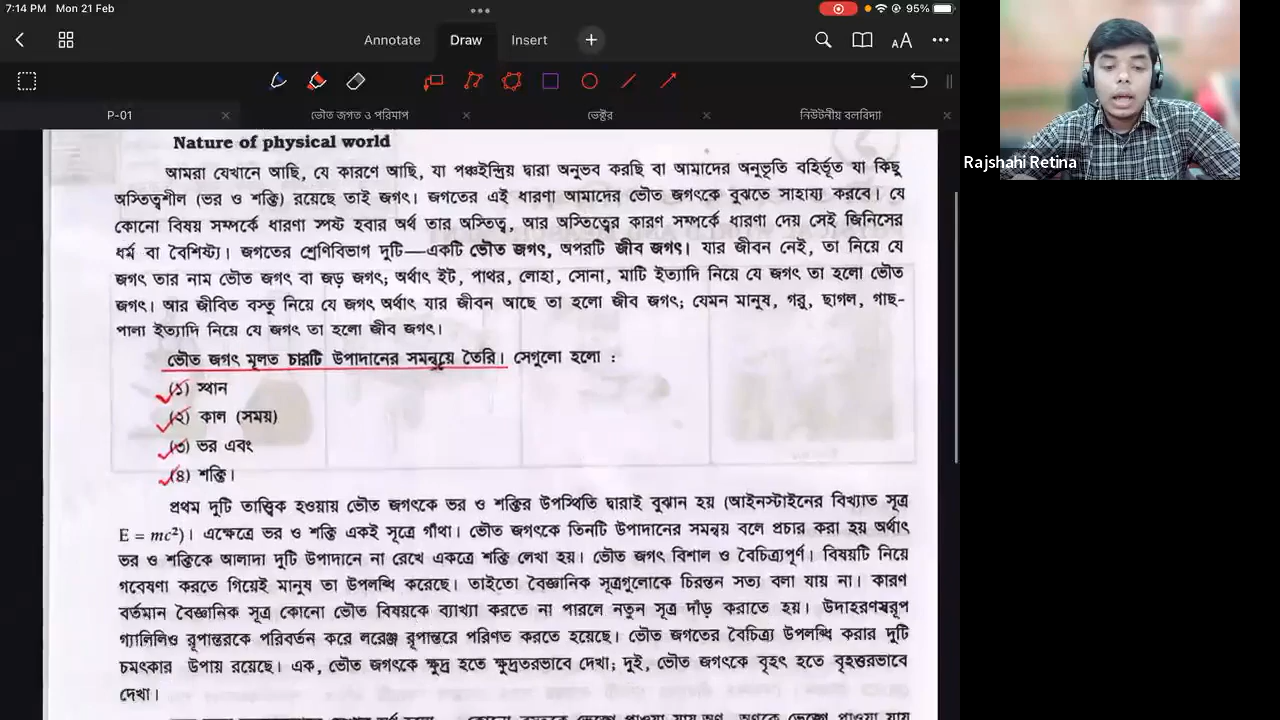 7:14 PM Mon 21 Feb
95%
Annotate Draw Insert
AA
P-01 ভৌত জগত ও পরিমাপ ভেক্টর নিউটনীয় বলবিদ্যা
Rajshahi Retina
Nature of physical world
আমরা যেখানে আছি, যে কারণে আছি, যা পঞ্চইন্দ্রিয় দ্বারা অনুভব করছি বা আমাদের অনুভূতি বহির্ভূত যা কিছু
অস্তিত্বশীল (ভর ও শক্তি) রয়েছে তাই জগৎ। জগতের এই ধারণা আমাদের ভৌত জগৎকে বুঝতে সাহায্য করবে। যে
কোনো বিষয় সম্পর্কে ধারণা স্পষ্ট হবার অর্থ তার অস্তিত্ব, আর অস্তিত্বের কারণ সম্পর্কে ধারণা দেয় সেই জিনিসের
ধর্ম বা বৈশিষ্ট্য। জগতের শ্রেণিবিভাগ দুটি—একটি ভৌত জগৎ, অপরটি জীব জগৎ। যার জীবন নেই, তা নিয়ে যে
জগৎ তার নাম ভৌত জগৎ বা জড় জগৎ; অর্থাৎ ইট, পাথর, লোহা, সোনা, মাটি ইত্যাদি নিয়ে যে জগৎ তা হলো ভৌত
জগৎ। আর জীবিত বস্তু নিয়ে যে জগৎ অর্থাৎ যার জীবন আছে তা হলো জীব জগৎ; যেমন মানুষ, গরু, ছাগল, গাছ-
পালা ইত্যাদি নিয়ে যে জগৎ তা হলো জীব জগৎ।
ভৌত জগৎ মূলত চারটি উপাদানের সমন্বয়ে তৈরি। সেগুলো হলো :
(১) স্থান
(২) কাল (সময়)
(৩) ভর এবং
(৪) শক্তি।
প্রথম দুটি তাত্ত্বিক হওয়ায় ভৌত জগৎকে ভর ও শক্তির উপস্থিতি দ্বারাই বুঝান হয় (আইনস্টাইনের বিখ্যাত সূত্র
E = mc²)। এক্ষেত্রে ভর ও শক্তি একই সূত্রে গাঁথা। ভৌত জগৎকে তিনটি উপাদানের সমন্বয় বলে প্রচার করা হয় অর্থাৎ
ভর ও শক্তিকে আলাদা দুটি উপাদানে না রেখে একত্রে শক্তি লেখা হয়। ভৌত জগৎ বিশাল ও বৈচিত্র্যপূর্ণ। বিষয়টি নিয়ে
গবেষণা করতে গিয়েই মানুষ তা উপলব্ধি করেছে। তাইতো বৈজ্ঞানিক সূত্রগুলোকে চিরন্তন সত্য বলা যায় না। কারণ
বর্তমান বৈজ্ঞানিক সূত্র কোনো ভৌত বিষয়কে ব্যাখ্যা করতে না পারলে নতুন সূত্র দাঁড় করাতে হয়। উদাহরণস্বরূপ
গ্যালিলিও রূপান্তরকে পরিবর্তন করে লরেঞ্জ রূপান্তরে পরিণত করতে হয়েছে। ভৌত জগতের বৈচিত্র্য উপলব্ধি করার দুটি
চমৎকার উপায় রয়েছে। এক, ভৌত জগৎকে ক্ষুদ্র হতে ক্ষুদ্রতরভাবে দেখা; দুই, ভৌত জগৎকে বৃহৎ হতে বৃহত্তরভাবে
দেখা।